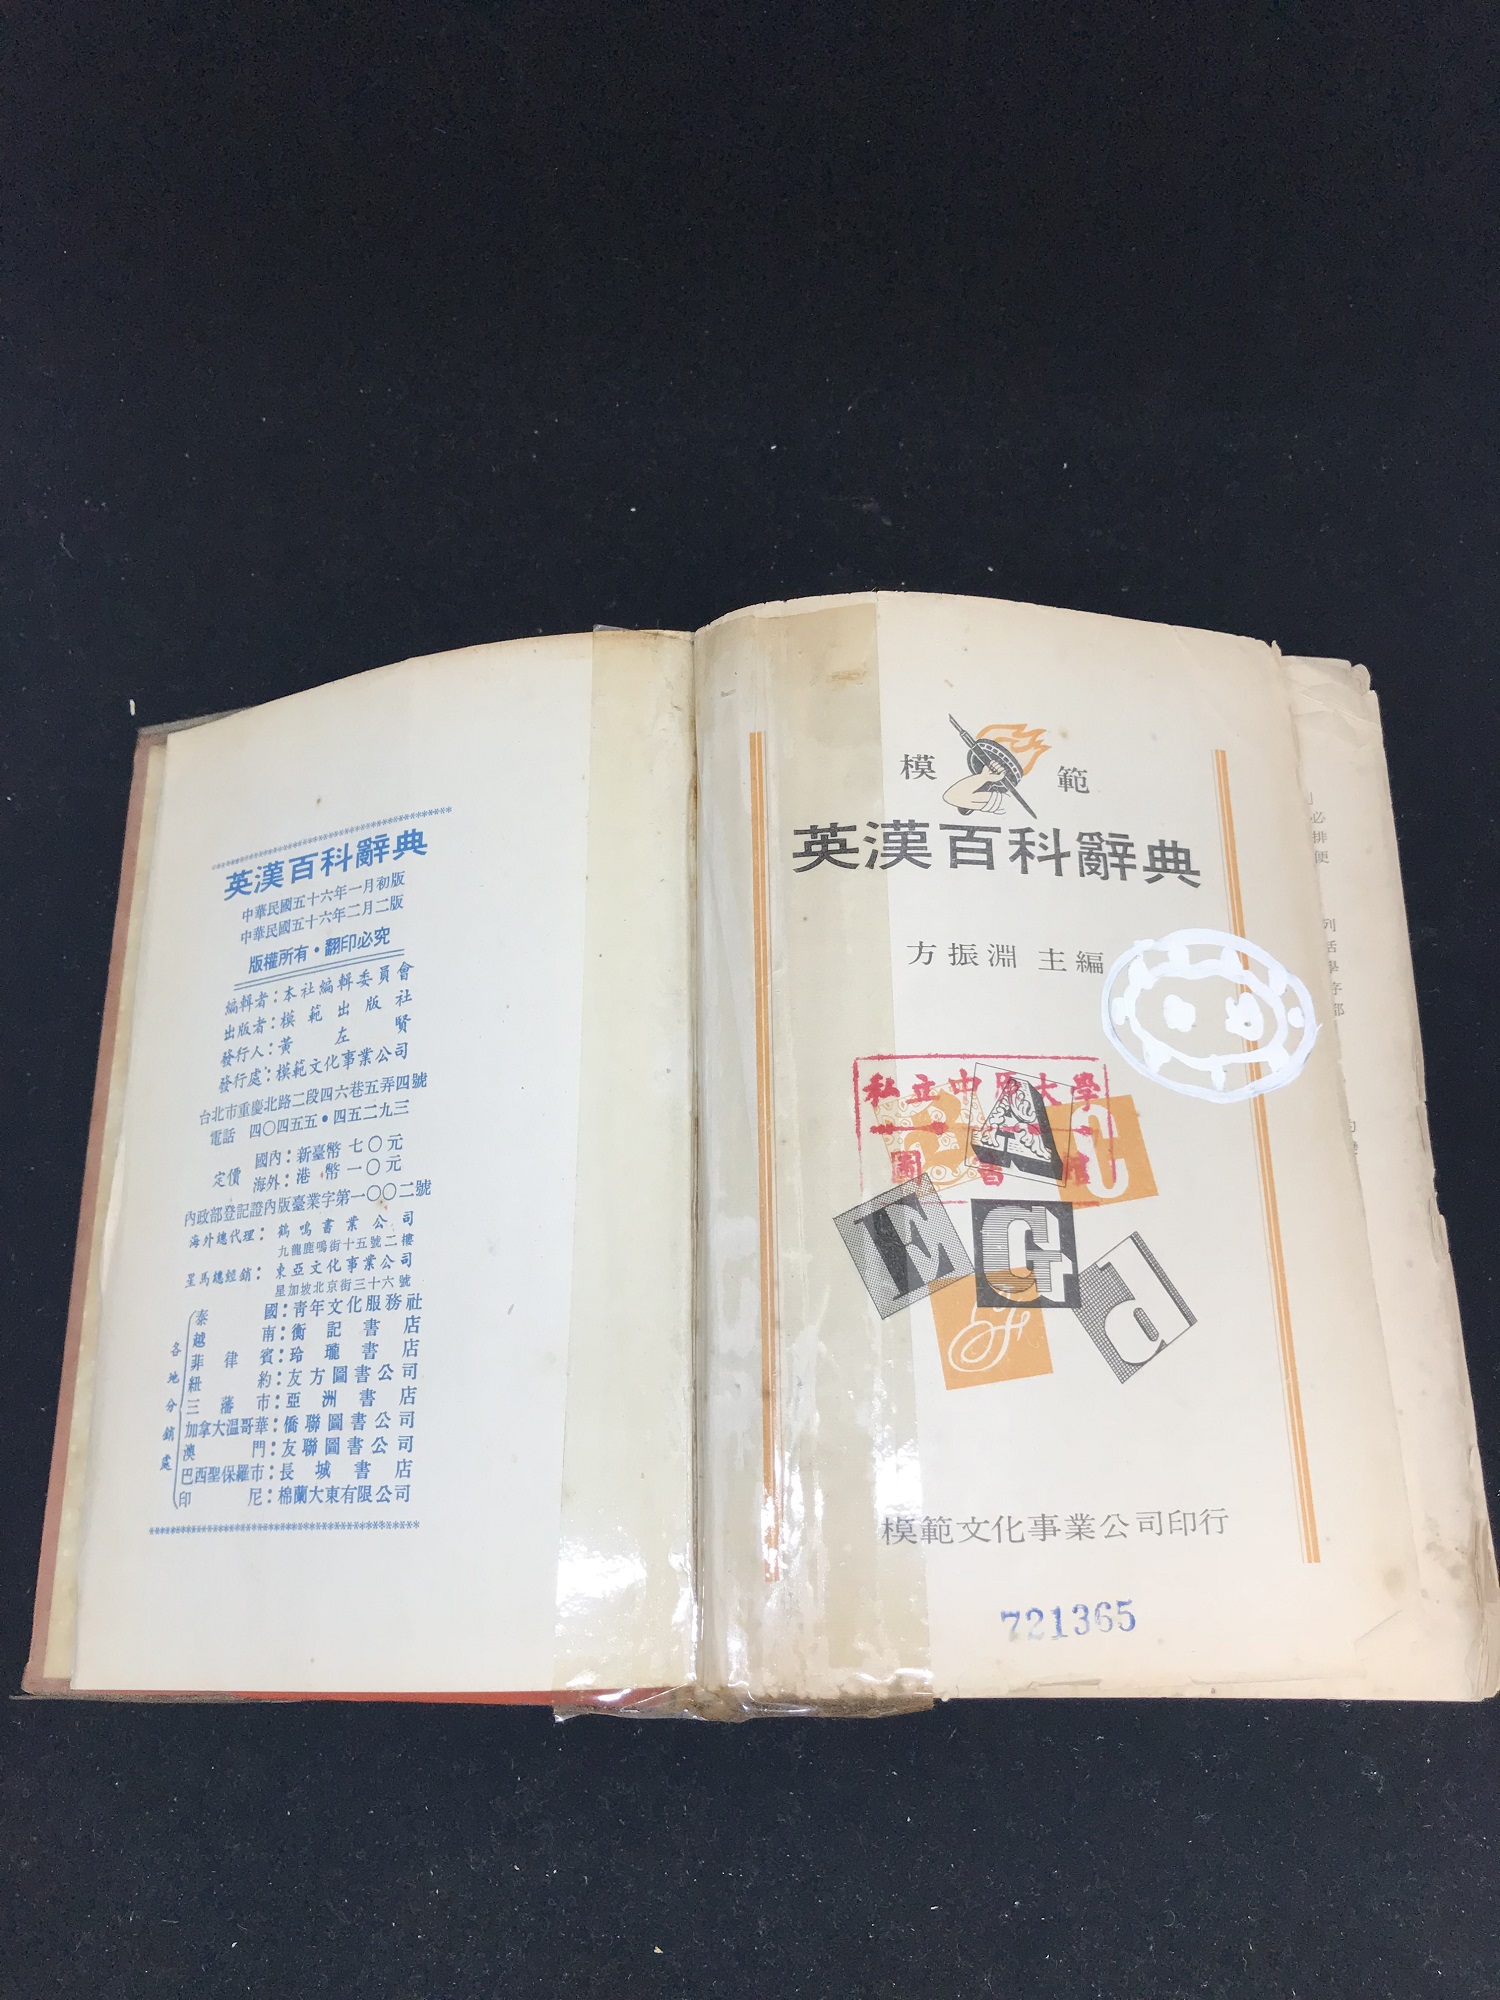 英漢百科辭典
中華民國五十六年一月初版
中華民國五十六年二月二版
版權所有·翻印必究
編輯者：本社編輯委員會
出版者：模範出版社
發行人：黃左賢
發行處：模範文化事業公司
台北市重慶北路二段四六巷五弄四號
電話 四〇四五五·四五二九三
定價
國內：新臺幣七〇元
海外：港幣一〇元
內政部登記證內版臺業字第一〇〇二號
海外總代理：鶴鳴書業公司
九龍鹿鳴街十五號二樓
星馬總經銷：東亞文化事業公司
星加坡北京街三十六號
各地分銷處
泰國：青年文化服務社
越南：衡記書店
菲律賓：玲瓏書店
紐約：友方圖書公司
三藩市：亞洲書店
加拿大溫哥華：僑聯圖書公司
澳門：友聯圖書公司
巴西聖保羅市：長城書店
印尼：棉蘭大東有限公司
模範
英漢百科辭典
方振淵 主編
私立中原大學
圖書館
A
C
E
G
d
模範文化事業公司印行
721365
必
排
便
列
活
學
序
部